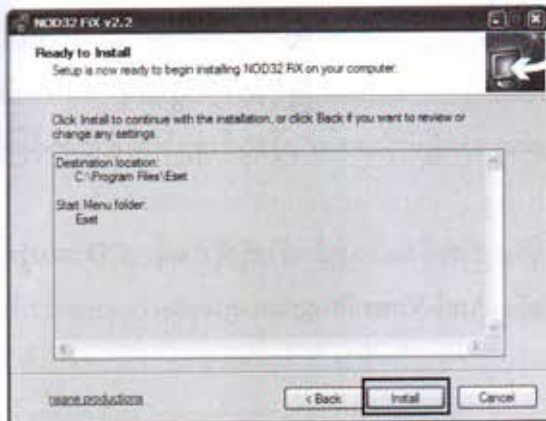 NOD32 FiX v2.2
Ready to Install
Setup is now ready to begin installing NOD32 FiX on your computer.
Click Install to continue with the installation, or click Back if you want to review or
change any settings.
Destination location:
C:\Program Files\Eset
Start Menu folder:
Eset
nsane productions
< Back
Install
Cancel